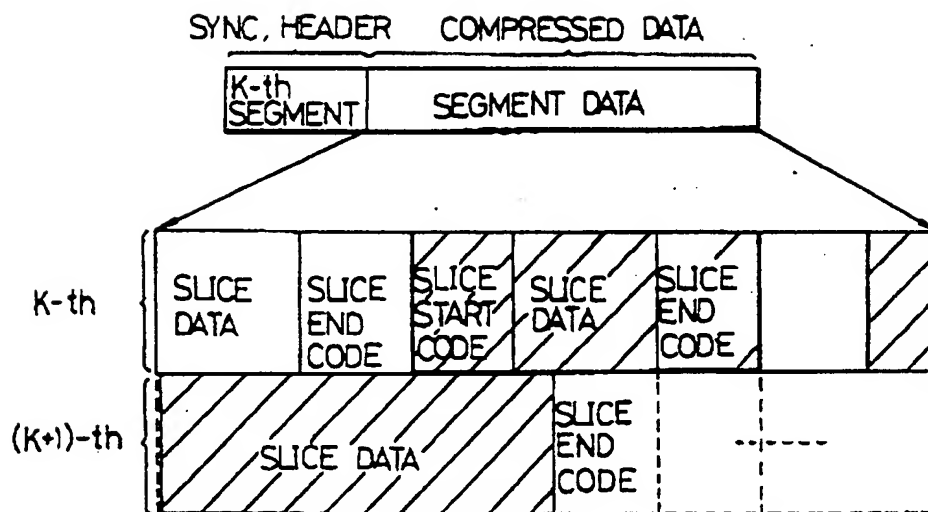 SYNC, HEADER COMPRESSED DATA
K-th
SEGMENT
SEGMENT DATA
K-th
SLICE
DATA
SLICE
END
CODE
SLICE
START
CODE
SLICE
DATA
SLICE
END
CODE
(K+1)-th
SLICE DATA
SLICE
END
CODE